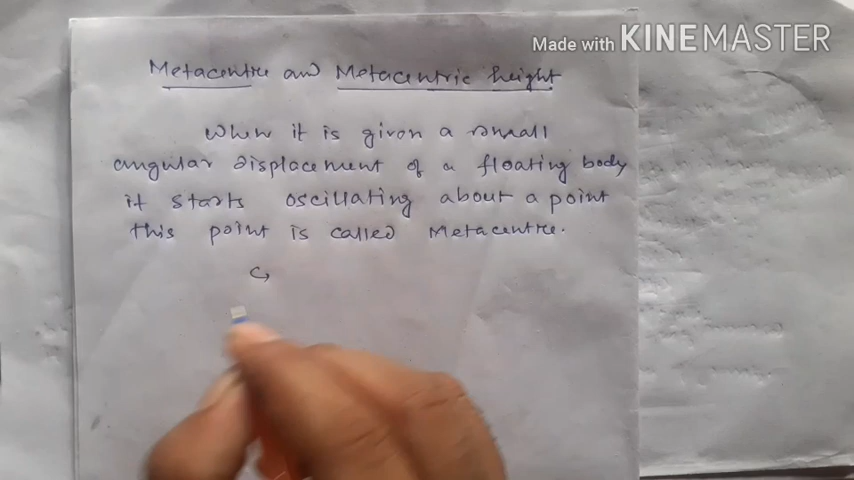 Made with KINEMASTER
Metacentre and Metacentric height
When it is given a small
angular displacement of a floating body
it starts oscillating about a point
this point is called Metacentre.